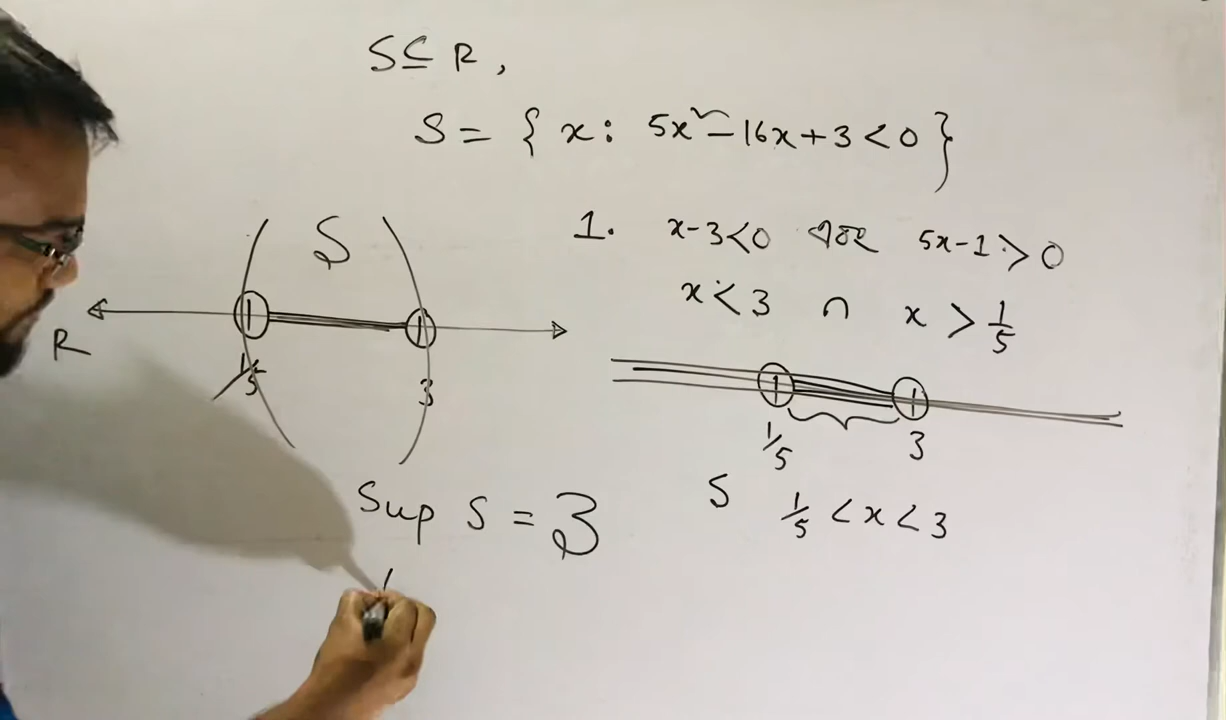 S ⊆ R,
S = { x : 5x² - 16x + 3 < 0 }
1. x-3<0 এবং 5x-1>0
x < 3 ∩ x > 1/5
S
R
1/5 3
1/5 3
S 1/5 < x < 3
Sup S = 3